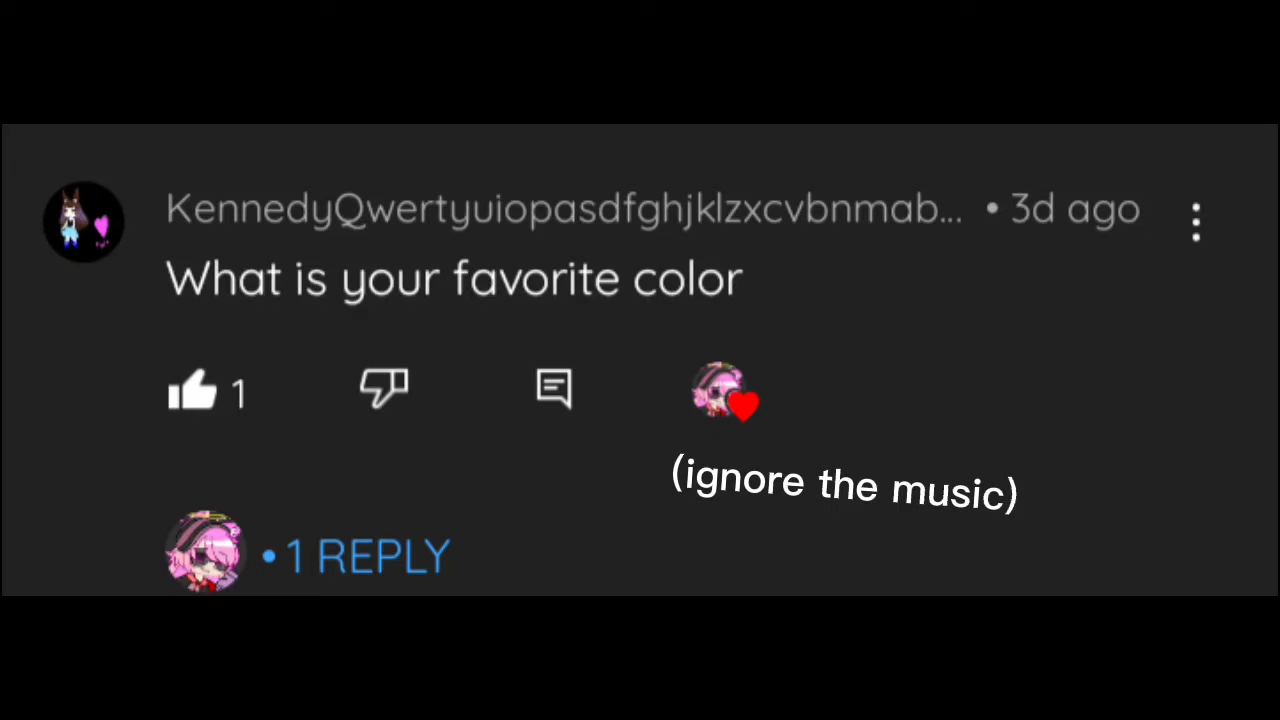 KennedyQwertyuiopasdfghjklzxcvbnmab... • 3d ago
What is your favorite color
1
(ignore the music)
• 1 REPLY